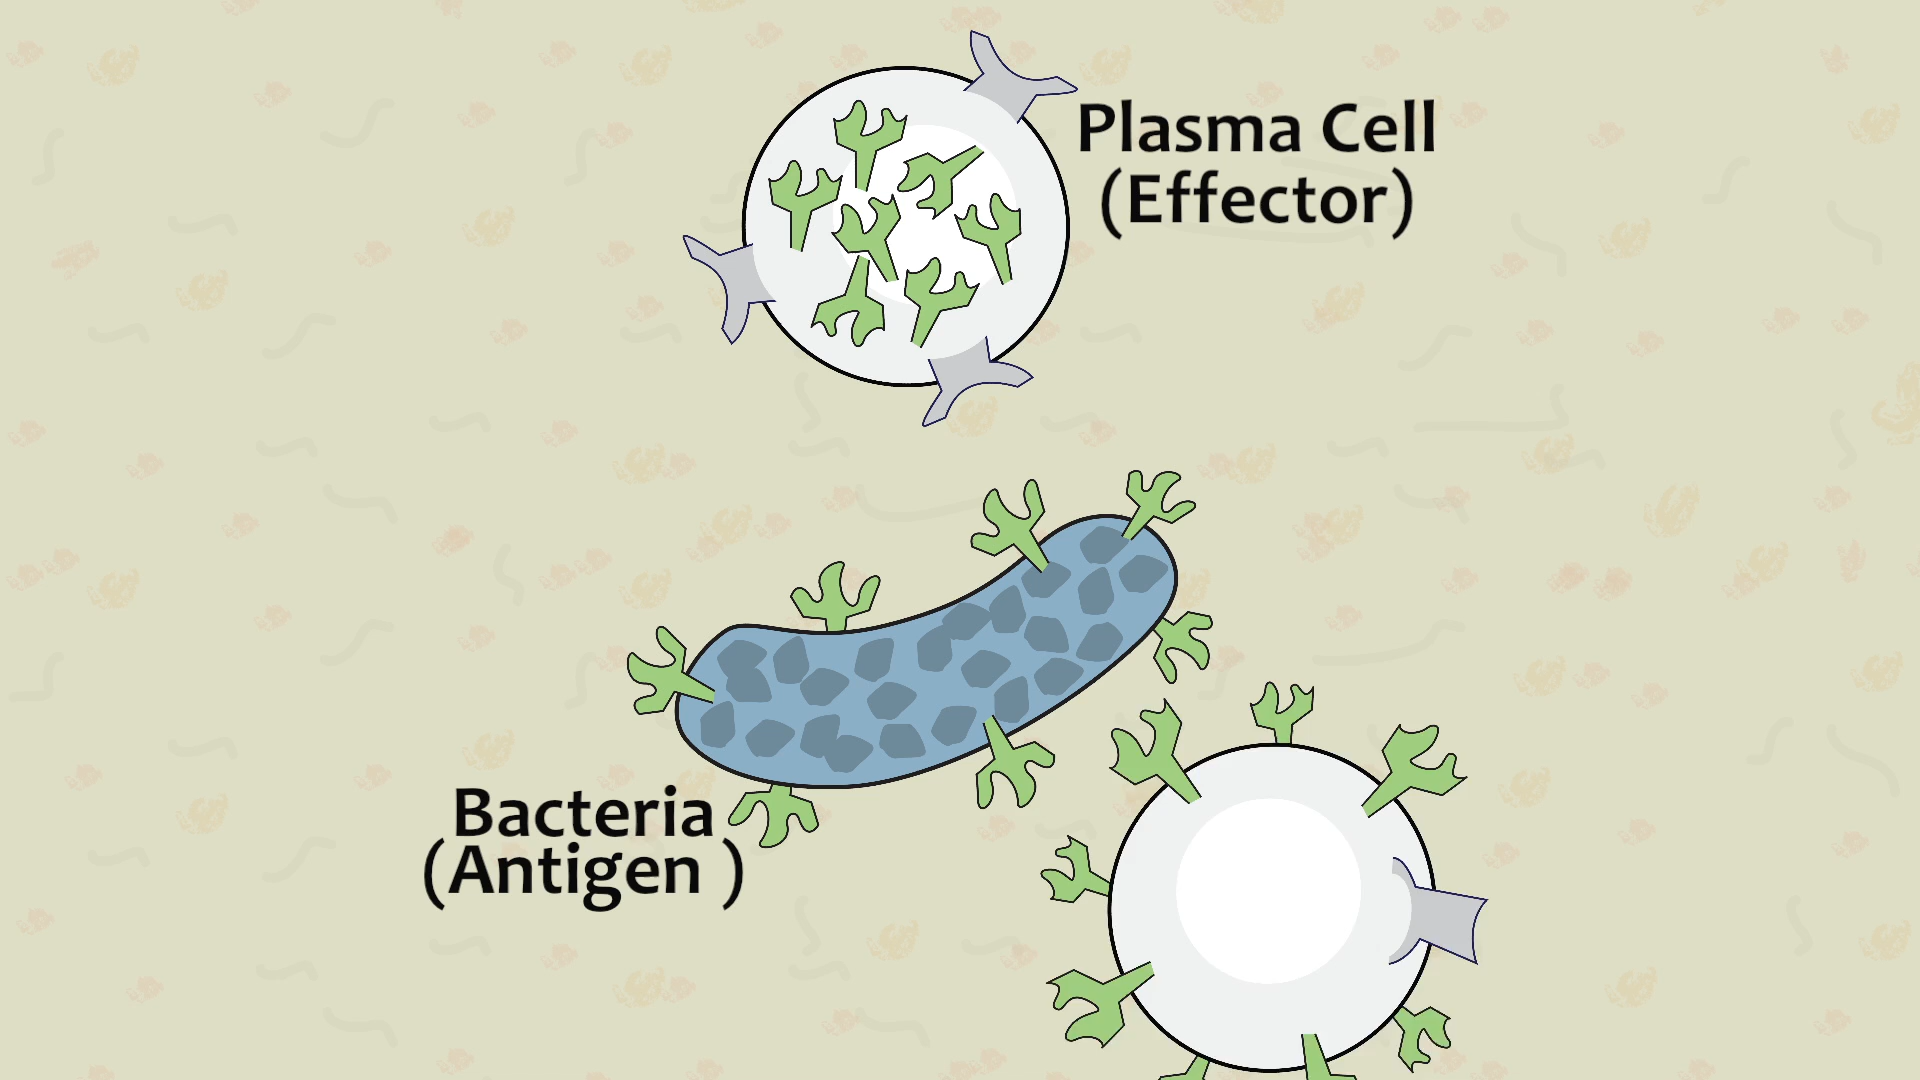 Plasma Cell
(Effector)
Bacteria
(Antigen )